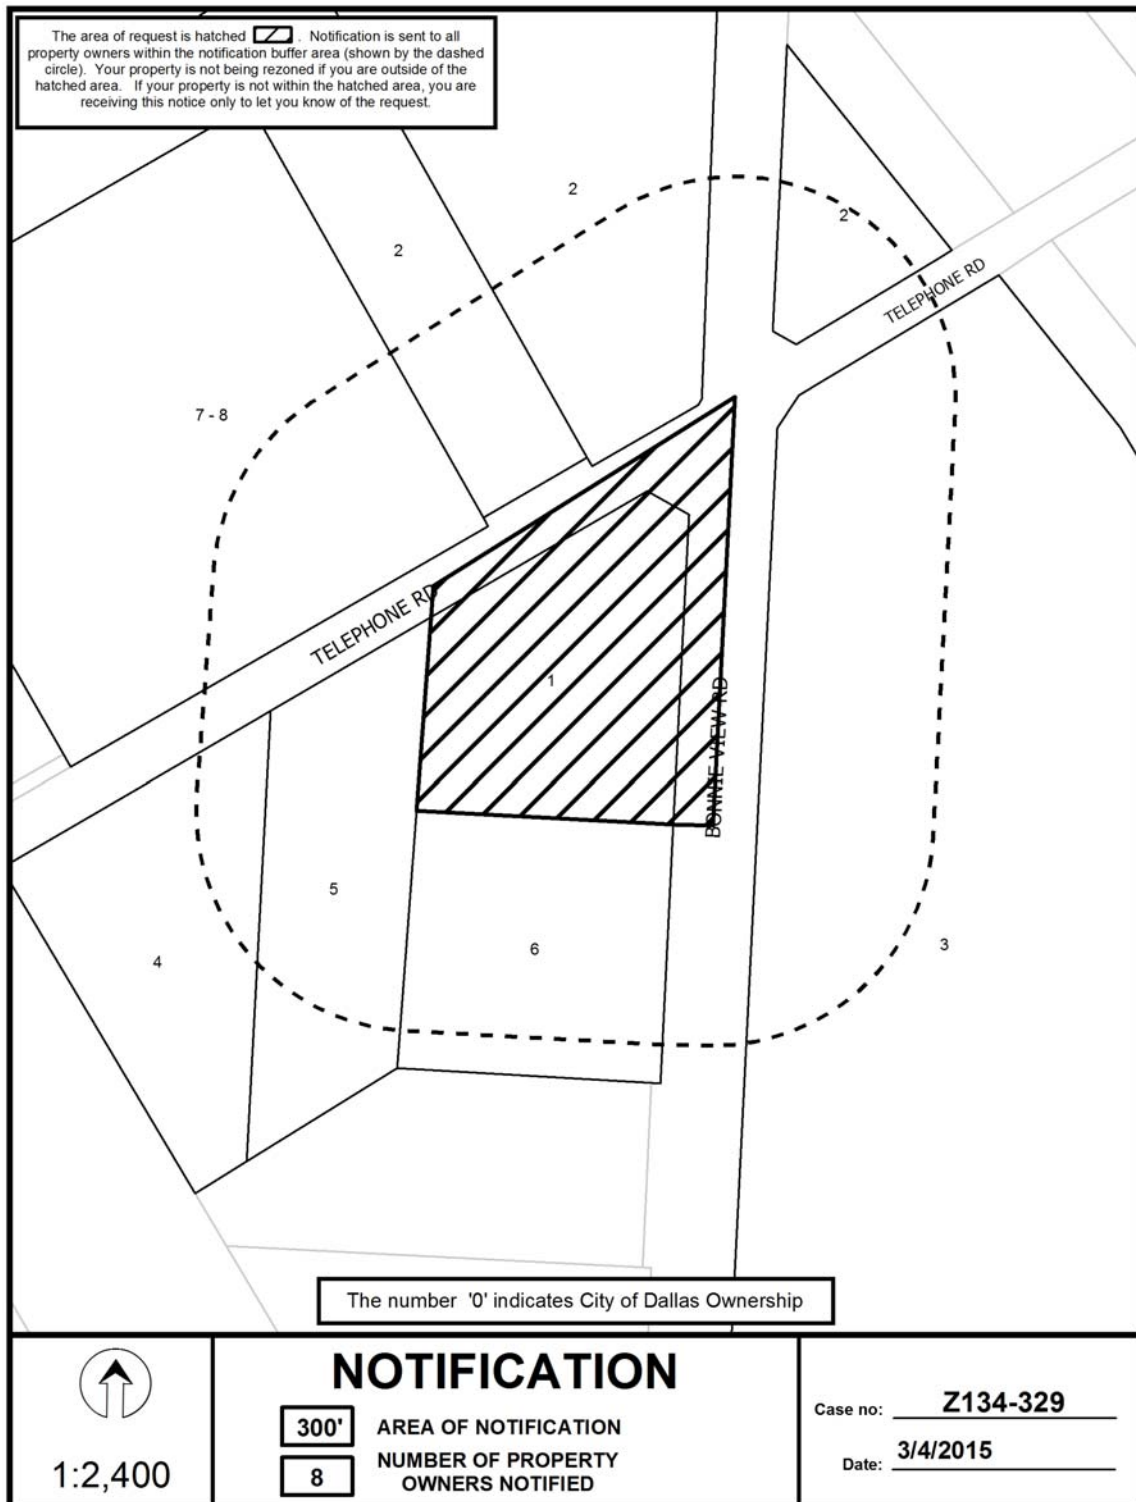 The area of request is hatched . Notification is sent to all
property owners within the notification buffer area (shown by the dashed
circle). Your property is not being rezoned if you are outside of the
hatched area. If your property is not within the hatched area, you are
receiving this notice only to let you know of the request.
2
2
2
TELEPHONE RD
7 - 8
TELEPHONE RD
1
BONNIE VIEW RD
5
6
3
4
The number '0' indicates City of Dallas Ownership
1:2,400
NOTIFICATION
300' AREA OF NOTIFICATION
8 NUMBER OF PROPERTY
OWNERS NOTIFIED
Case no: Z134-329
Date: 3/4/2015